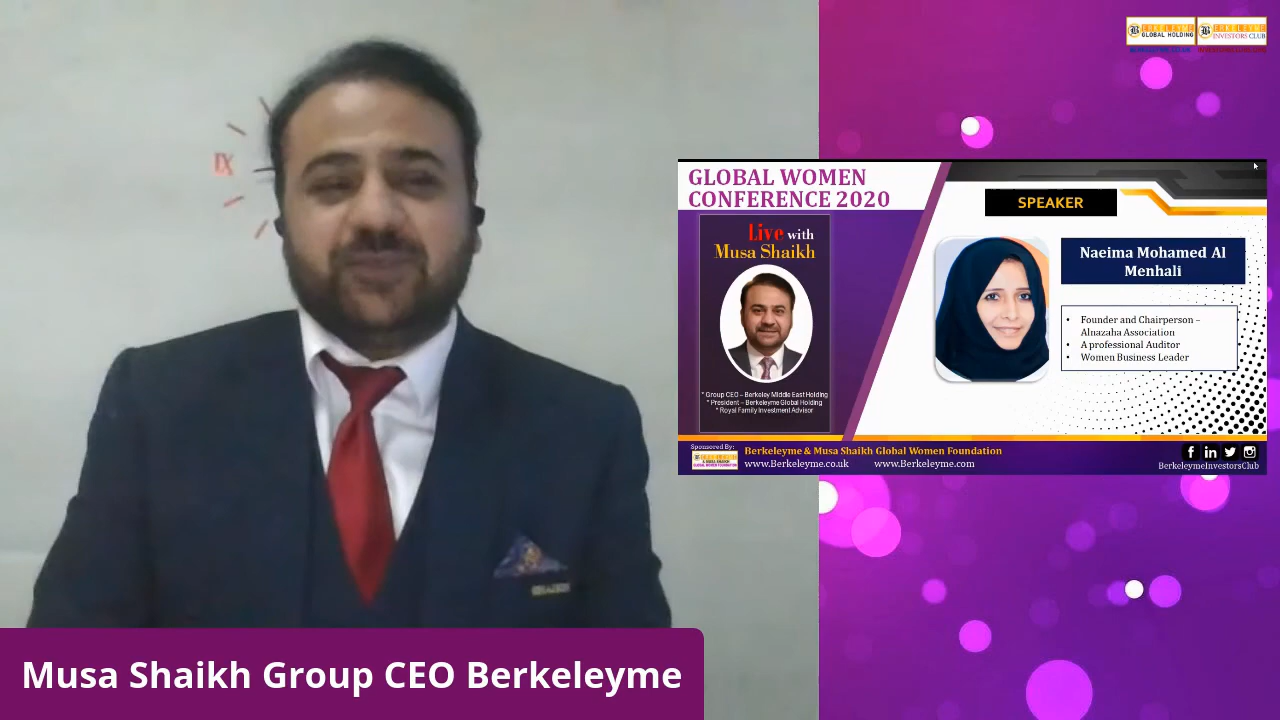 IX
BERKELEYME
GLOBAL HOLDING
BERKELEYME
INVESTORS CLUB
GLOBAL WOMEN
CONFERENCE 2020
Live with
Musa Shaikh
* Group CEO – Berkeley Middle East Holding
* President – Berkeleyme Global Holding
* Royal Family Investment Advisor
SPEAKER
Naeima Mohamed Al
Menhali
• Founder and Chairperson –
Alnazaha Association
• A professional Auditor
• Women Business Leader
Sponsored By:
Berkeleyme & Musa Shaikh Global Women Foundation
www.Berkeleyme.co.uk www.Berkeleyme.com
BerkeleymeInvestorsClub
Musa Shaikh Group CEO Berkeleyme